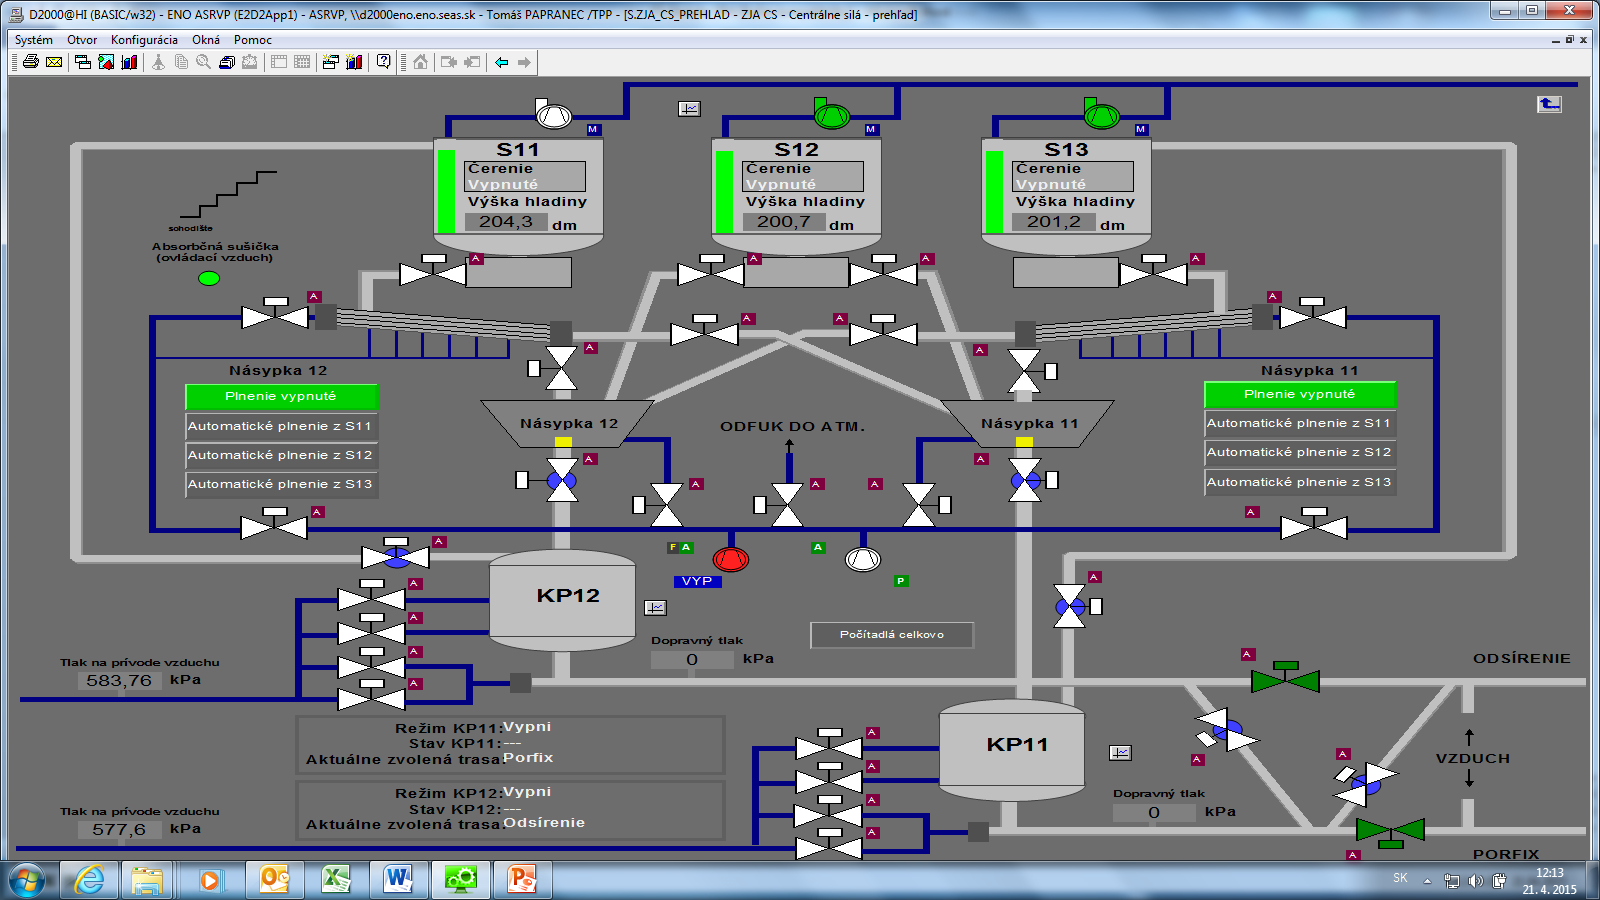 D2000@HI (BASIC/w32) - ENO ASRVP (E2D2App1) - ASRVP, \\d2000eno.eno.seas.sk - Tomáš PAPRANEC /TPP - [S.ZJA_CS_PREHLAD - ZJA CS - Centrálne silá - prehľad]
Systém Otvor Konfigurácia Okná Pomoc
M M M
S11 S12 S13
Čerenie Čerenie Čerenie
Vypnuté Vypnuté Vypnuté
Výška hladiny Výška hladiny Výška hladiny
204,3 dm 200,7 dm 201,2 dm
sohodište
Absorbčná sušička
(ovládací vzduch)
A A A A
A A
A A
A A
Násypka 12 Násypka 11
Plnenie vypnuté Plnenie vypnuté
Automatické plnenie z S11 Automatické plnenie z S11
Automatické plnenie z S12 Automatické plnenie z S12
Automatické plnenie z S13 Automatické plnenie z S13
Násypka 12 ODFUK DO ATM. Násypka 11
A A
A A A
A A
A F A A
VYP P
A
KP12
A
A
A
A
A
Počítadlá celkovo
Dopravný tlak
0 kPa
Tlak na prívode vzduchu
583,76 kPa
A ODSÍRENIE
Režim KP11: Vypni
Stav KP11: ---
Aktuálne zvolená trasa: Porfix
Režim KP12: Vypni
Stav KP12: ---
Aktuálne zvolená trasa: Odsírenie
KP11
A
A
A
A
A A
VZDUCH
Dopravný tlak
0 kPa
Tlak na prívode vzduchu
577,6 kPa
A PORFIX
SK 12:13
21. 4. 2015